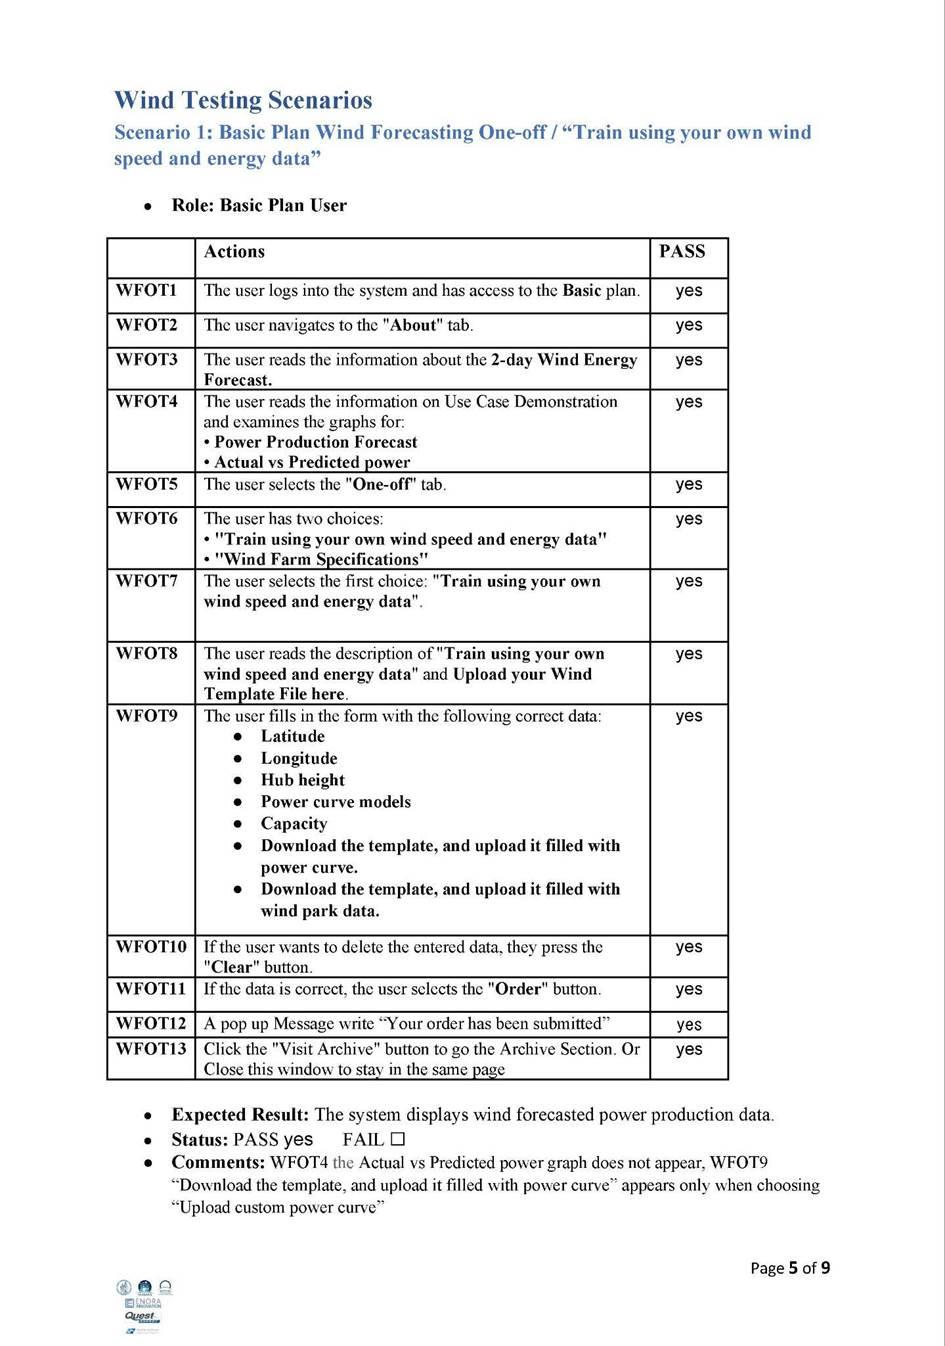 Wind Testing Scenarios
Scenario 1: Basic Plan Wind Forecasting One-off / “Train using your own wind
speed and energy data”
• Role: Basic Plan User
Actions PASS
WFOT1 The user logs into the system and has access to the Basic plan. yes
WFOT2 The user navigates to the "About" tab. yes
WFOT3 The user reads the information about the 2-day Wind Energy yes
Forecast.
WFOT4 The user reads the information on Use Case Demonstration yes
and examines the graphs for:
• Power Production Forecast
• Actual vs Predicted power
WFOT5 The user selects the "One-off" tab. yes
WFOT6 The user has two choices: yes
• "Train using your own wind speed and energy data"
• "Wind Farm Specifications"
WFOT7 The user selects the first choice: "Train using your own yes
wind speed and energy data".
WFOT8 The user reads the description of "Train using your own yes
wind speed and energy data" and Upload your Wind
Template File here.
WFOT9 The user fills in the form with the following correct data: yes
• Latitude
• Longitude
• Hub height
• Power curve models
• Capacity
• Download the template, and upload it filled with
power curve.
• Download the template, and upload it filled with
wind park data.
WFOT10 If the user wants to delete the entered data, they press the yes
"Clear" button.
WFOT11 If the data is correct, the user selects the "Order" button. yes
WFOT12 A pop up Message write “Your order has been submitted” yes
WFOT13 Click the "Visit Archive" button to go the Archive Section. Or yes
Close this window to stay in the same page
• Expected Result: The system displays wind forecasted power production data.
• Status: PASS yes FAIL ☐
• Comments: WFOT4 the Actual vs Predicted power graph does not appear, WFOT9
“Download the template, and upload it filled with power curve” appears only when choosing
“Upload custom power curve”
Page 5 of 9
ENORA
INNOVATION
Quest